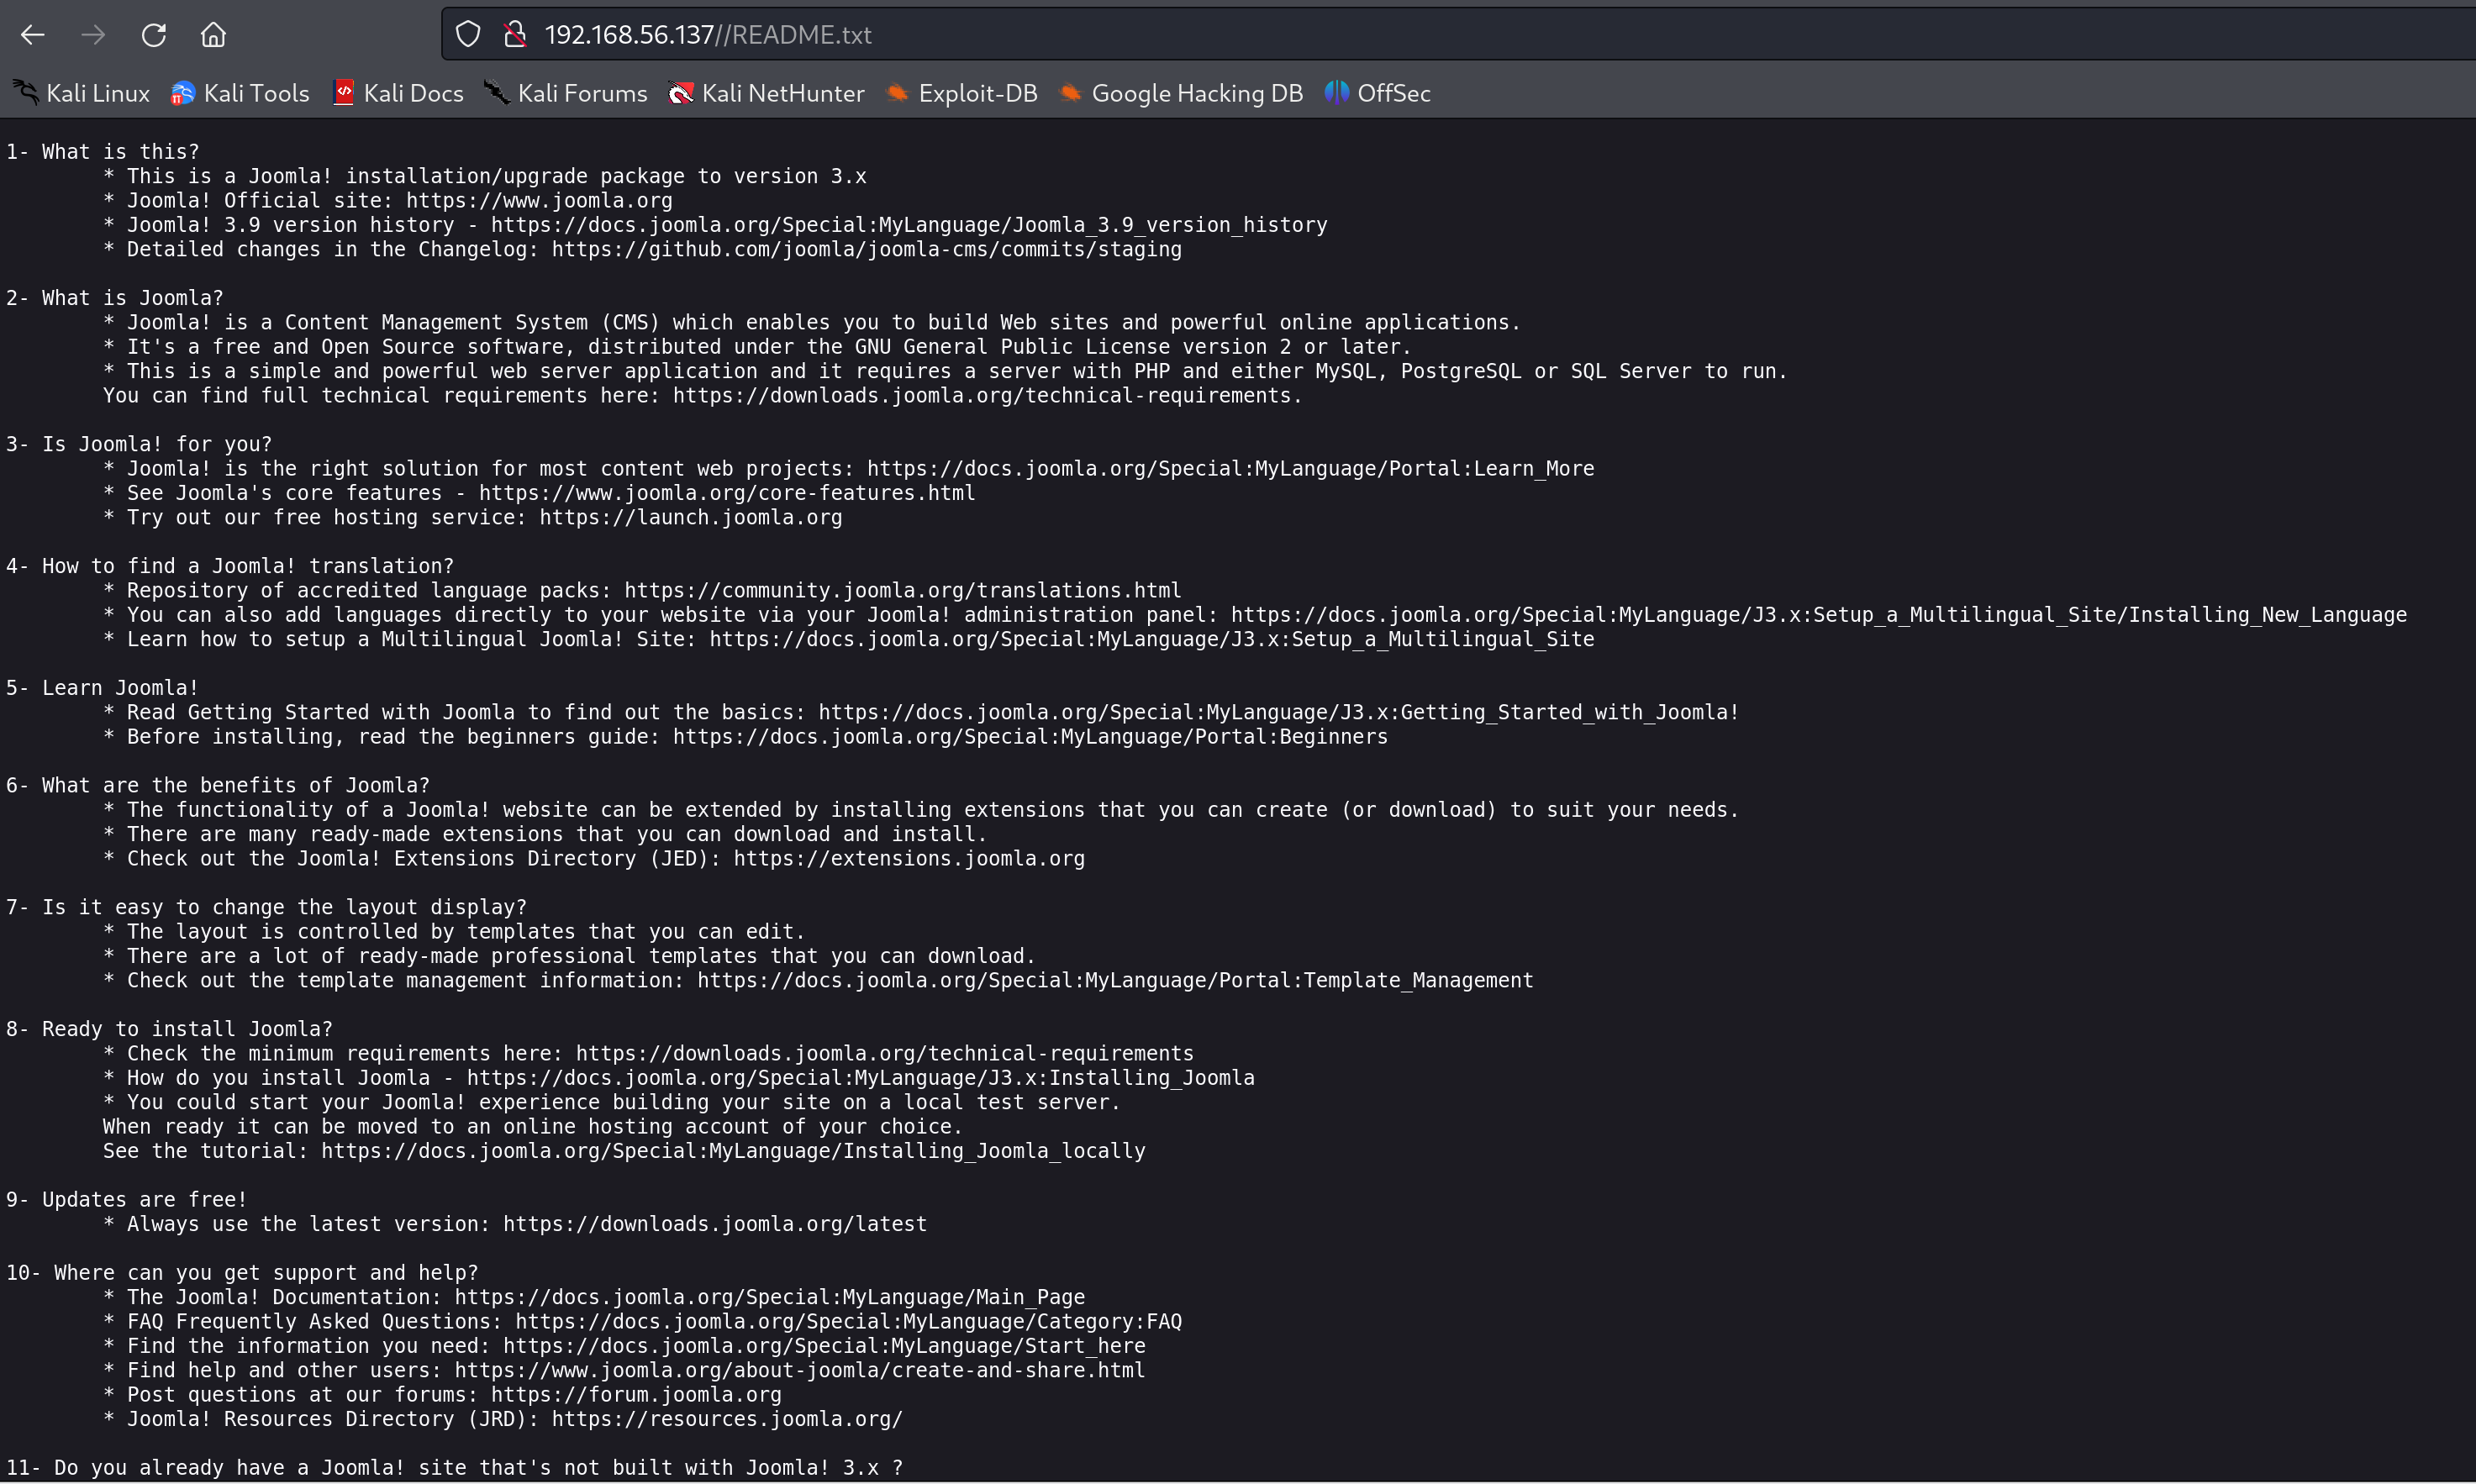 192.168.56.137//README.txt
Kali Linux Kali Tools Kali Docs Kali Forums Kali NetHunter Exploit-DB Google Hacking DB OffSec
1- What is this?
* This is a Joomla! installation/upgrade package to version 3.x
* Joomla! Official site: https://www.joomla.org
* Joomla! 3.9 version history - https://docs.joomla.org/Special:MyLanguage/Joomla_3.9_version_history
* Detailed changes in the Changelog: https://github.com/joomla/joomla-cms/commits/staging
2- What is Joomla?
* Joomla! is a Content Management System (CMS) which enables you to build Web sites and powerful online applications.
* It's a free and Open Source software, distributed under the GNU General Public License version 2 or later.
* This is a simple and powerful web server application and it requires a server with PHP and either MySQL, PostgreSQL or SQL Server to run.
You can find full technical requirements here: https://downloads.joomla.org/technical-requirements.
3- Is Joomla! for you?
* Joomla! is the right solution for most content web projects: https://docs.joomla.org/Special:MyLanguage/Portal:Learn_More
* See Joomla's core features - https://www.joomla.org/core-features.html
* Try out our free hosting service: https://launch.joomla.org
4- How to find a Joomla! translation?
* Repository of accredited language packs: https://community.joomla.org/translations.html
* You can also add languages directly to your website via your Joomla! administration panel: https://docs.joomla.org/Special:MyLanguage/J3.x:Setup_a_Multilingual_Site/Installing_New_Language
* Learn how to setup a Multilingual Joomla! Site: https://docs.joomla.org/Special:MyLanguage/J3.x:Setup_a_Multilingual_Site
5- Learn Joomla!
* Read Getting Started with Joomla to find out the basics: https://docs.joomla.org/Special:MyLanguage/J3.x:Getting_Started_with_Joomla!
* Before installing, read the beginners guide: https://docs.joomla.org/Special:MyLanguage/Portal:Beginners
6- What are the benefits of Joomla?
* The functionality of a Joomla! website can be extended by installing extensions that you can create (or download) to suit your needs.
* There are many ready-made extensions that you can download and install.
* Check out the Joomla! Extensions Directory (JED): https://extensions.joomla.org
7- Is it easy to change the layout display?
* The layout is controlled by templates that you can edit.
* There are a lot of ready-made professional templates that you can download.
* Check out the template management information: https://docs.joomla.org/Special:MyLanguage/Portal:Template_Management
8- Ready to install Joomla?
* Check the minimum requirements here: https://downloads.joomla.org/technical-requirements
* How do you install Joomla - https://docs.joomla.org/Special:MyLanguage/J3.x:Installing_Joomla
* You could start your Joomla! experience building your site on a local test server.
When ready it can be moved to an online hosting account of your choice.
See the tutorial: https://docs.joomla.org/Special:MyLanguage/Installing_Joomla_locally
9- Updates are free!
* Always use the latest version: https://downloads.joomla.org/latest
10- Where can you get support and help?
* The Joomla! Documentation: https://docs.joomla.org/Special:MyLanguage/Main_Page
* FAQ Frequently Asked Questions: https://docs.joomla.org/Special:MyLanguage/Category:FAQ
* Find the information you need: https://docs.joomla.org/Special:MyLanguage/Start_here
* Find help and other users: https://www.joomla.org/about-joomla/create-and-share.html
* Post questions at our forums: https://forum.joomla.org
* Joomla! Resources Directory (JRD): https://resources.joomla.org/
11- Do you already have a Joomla! site that's not built with Joomla! 3.x ?